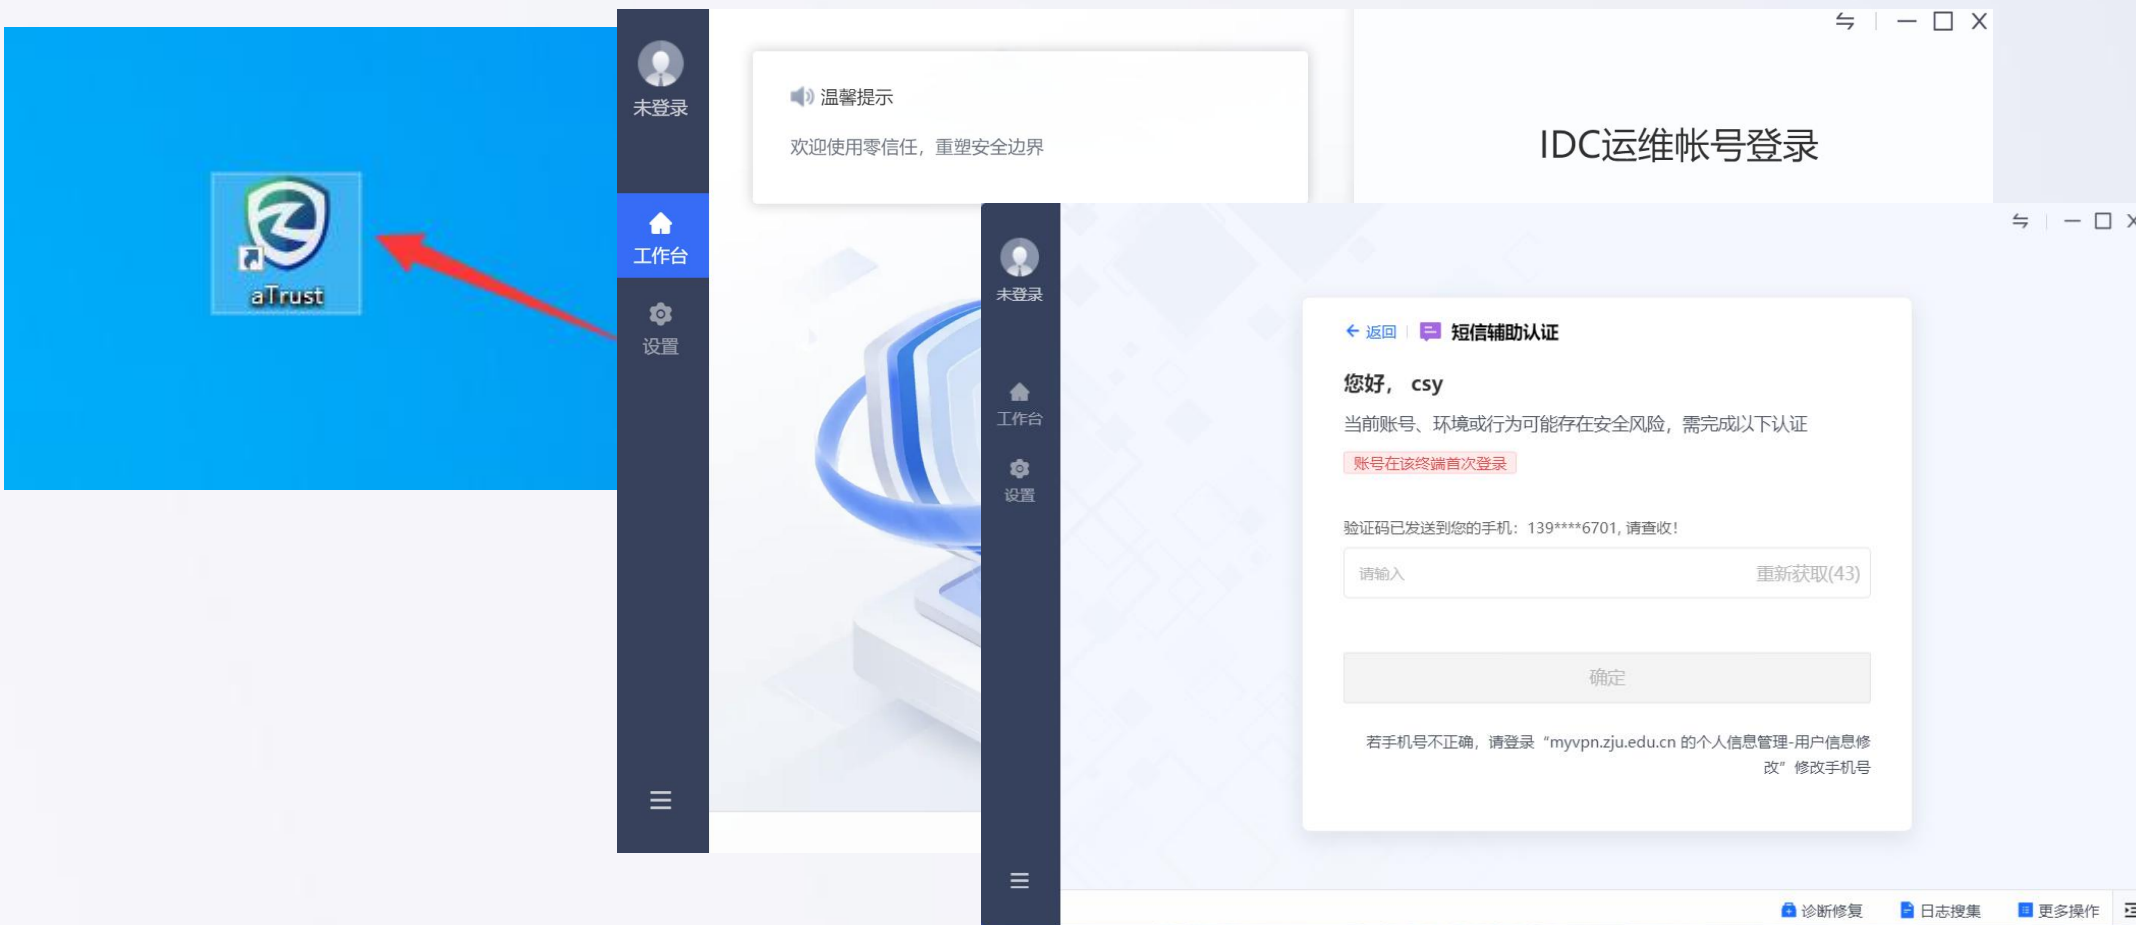 aTrust
未登录
工作台
设置
温馨提示
欢迎使用零信任，重塑安全边界
IDC运维帐号登录
未登录
工作台
设置
返回
短信辅助认证
您好， csy
当前账号、环境或行为可能存在安全风险，需完成以下认证
账号在该终端首次登录
验证码已发送到您的手机：139****6701, 请查收！
请输入
重新获取(43)
确定
若手机号不正确，请登录“myvpn.zju.edu.cn 的个人信息管理-用户信息修
改”修改手机号
诊断修复
日志搜集
更多操作